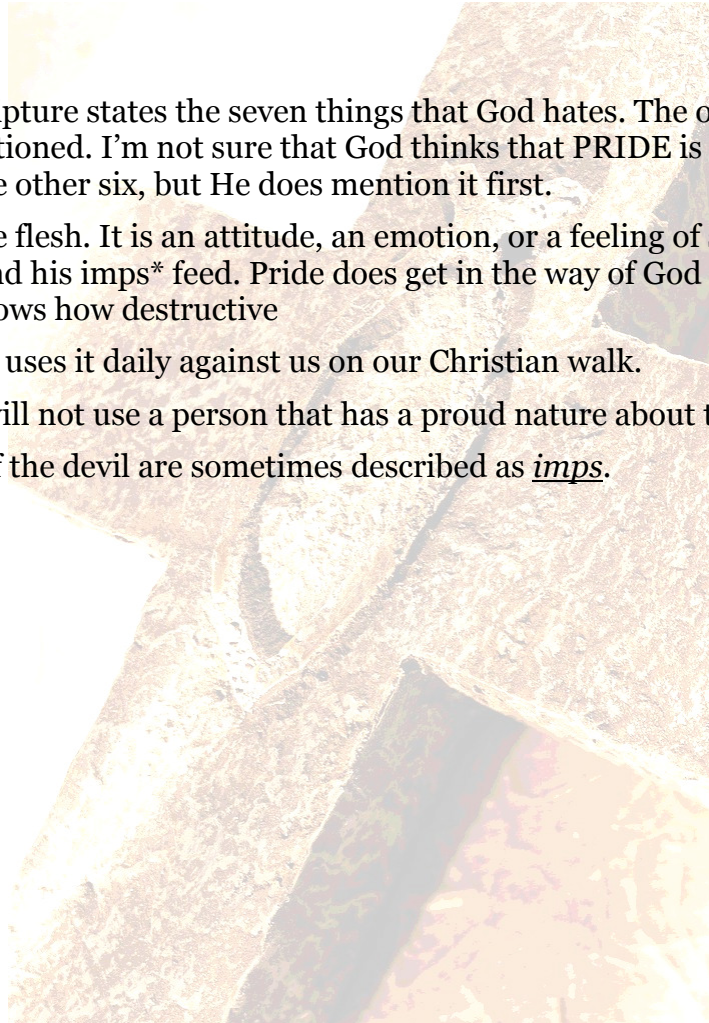 ipture states the seven things that God hates. The o
tioned. I’m not sure that God thinks that PRIDE is
e other six, but He does mention it first.
e flesh. It is an attitude, an emotion, or a feeling of
nd his imps* feed. Pride does get in the way of God
ows how destructive
uses it daily against us on our Christian walk.
vill not use a person that has a proud nature about t
f the devil are sometimes described as imps.